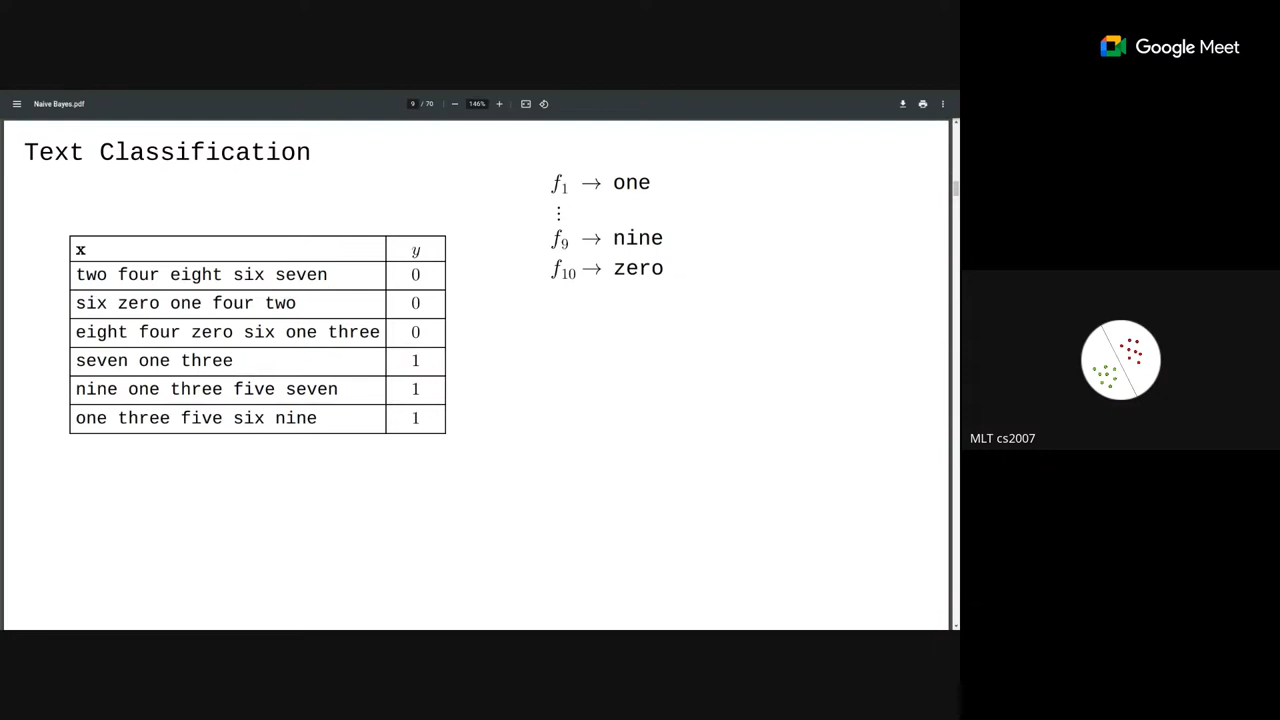 Google Meet
Naive Bayes.pdf
9 / 70
146%
Text Classification
f1 → one
⋮
f9 → nine
f10 → zero
x y
two four eight six seven 0
six zero one four two 0
eight four zero six one three 0
seven one three 1
nine one three five seven 1
one three five six nine 1
MLT cs2007